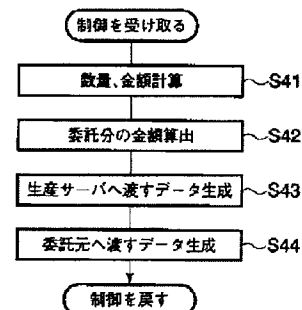 制御を受け取る
数量、金額計算 S41
委託分の金額算出 S42
生産サーバへ渡すデータ生成 S43
委託元へ渡すデータ生成 S44
制御を戻す